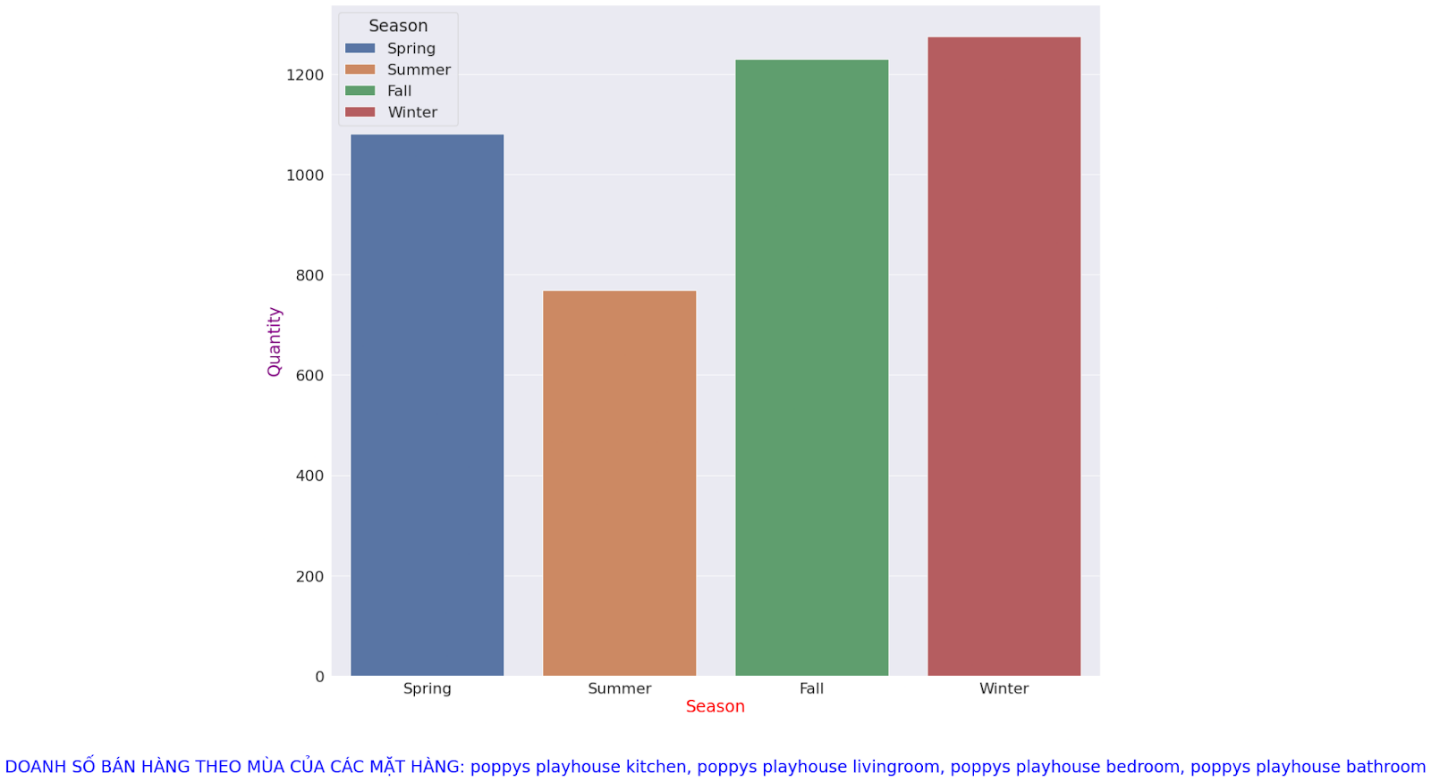 Season
Spring
Summer
Fall
Winter
1200
1000
800
600
400
200
0
Quantity
Spring Summer Fall Winter
Season
DOANH SỐ BÁN HÀNG THEO MÙA CỦA CÁC MẶT HÀNG: poppys playhouse kitchen, poppys playhouse livingroom, poppys playhouse bedroom, poppys playhouse bathroom